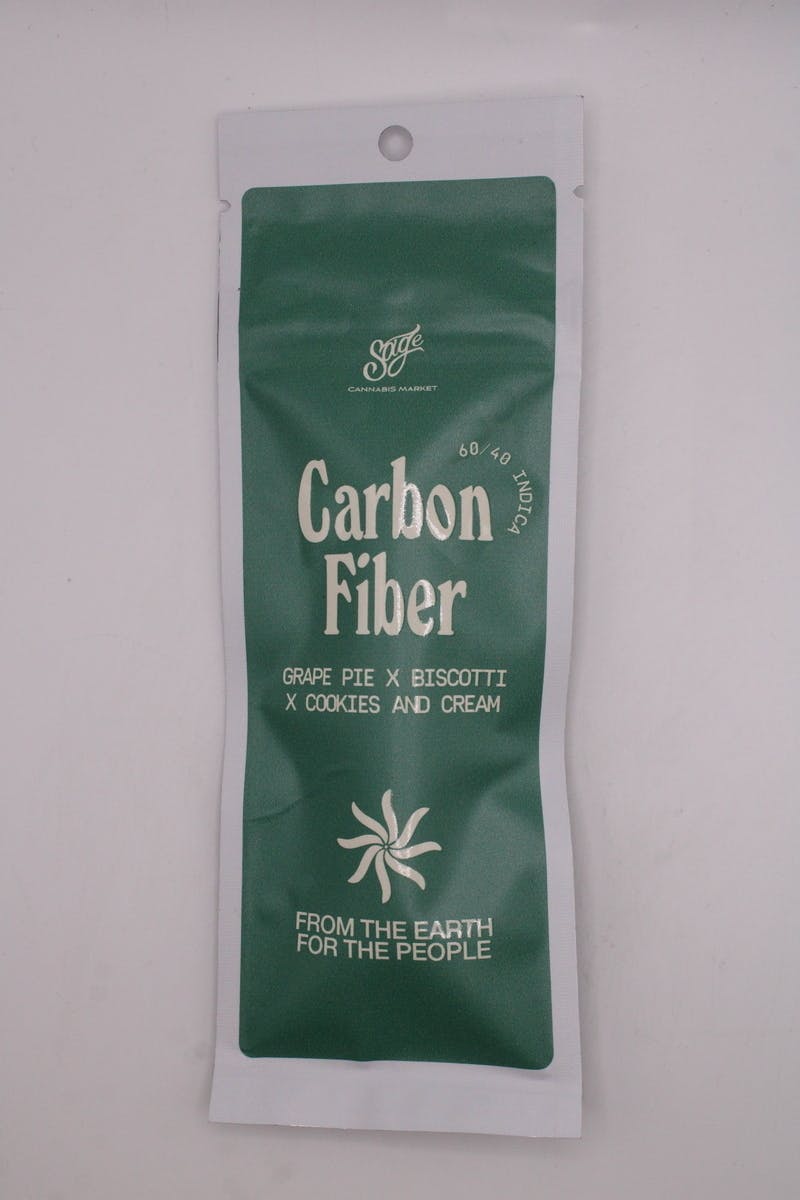 Sage
CANNABIS MARKET
60/40 INDICA
Carbon
Fiber
GRAPE PIE X BISCOTTI
X COOKIES AND CREAM
FROM THE EARTH
FOR THE PEOPLE